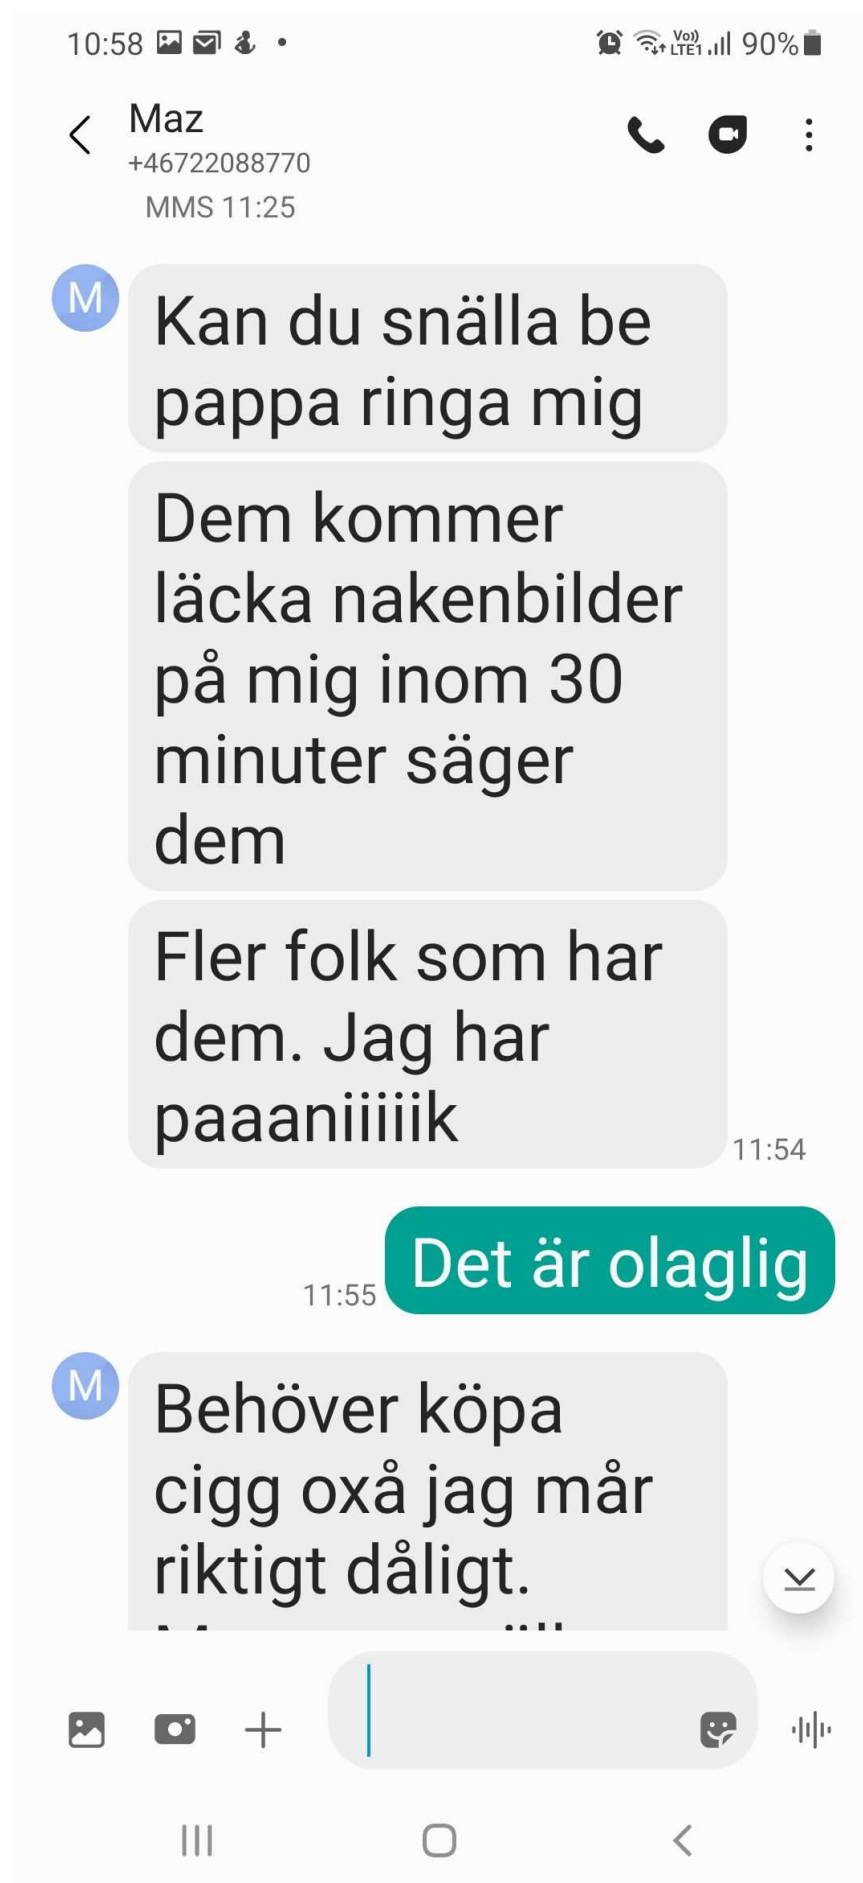 10:58 Vo)) LTE1 90%
Maz
+46722088770
MMS 11:25
M
Kan du snälla be
pappa ringa mig
Dem kommer
läcka nakenbilder
på mig inom 30
minuter säger
dem
Fler folk som har
dem. Jag har
paaaniiiiik
11:54
Det är olaglig
11:55
M
Behöver köpa
cigg oxå jag mår
riktigt dåligt.